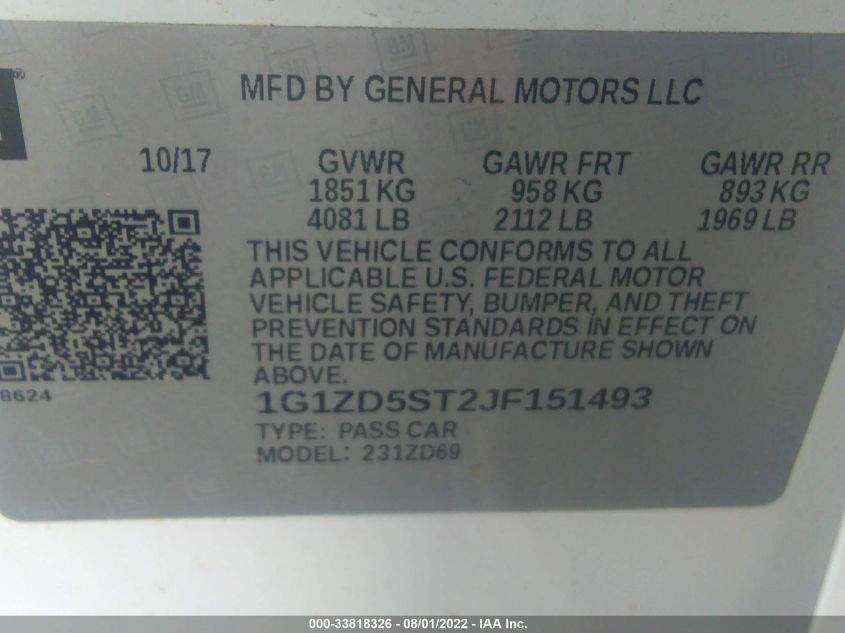 MFD BY GENERAL MOTORS LLC
10/17 GVWR GAWR FRT GAWR RR
1851 KG 958 KG 893 KG
4081 LB 2112 LB 1969 LB
THIS VEHICLE CONFORMS TO ALL
APPLICABLE U.S. FEDERAL MOTOR
VEHICLE SAFETY, BUMPER, AND THEFT
PREVENTION STANDARDS IN EFFECT ON
THE DATE OF MANUFACTURE SHOWN
ABOVE.
8624
1G1ZD5ST2JF151493
TYPE: PASS CAR
MODEL: 231ZD69
000-33818326 - 08/01/2022 - IAA Inc.